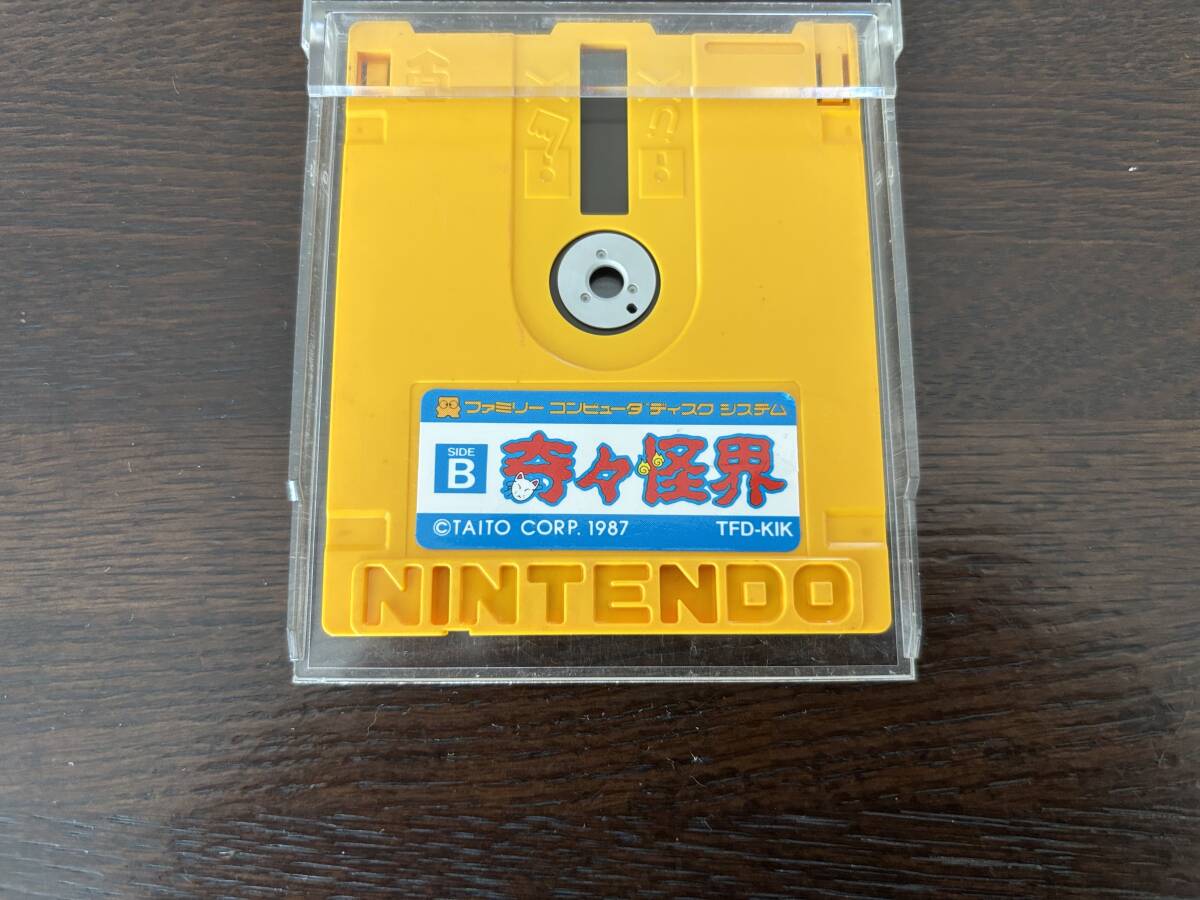 ファミリー コンピュータ ディスク システム
SIDE
B
奇々怪界
©TAITO CORP. 1987 TFD-KIK
NINTENDO